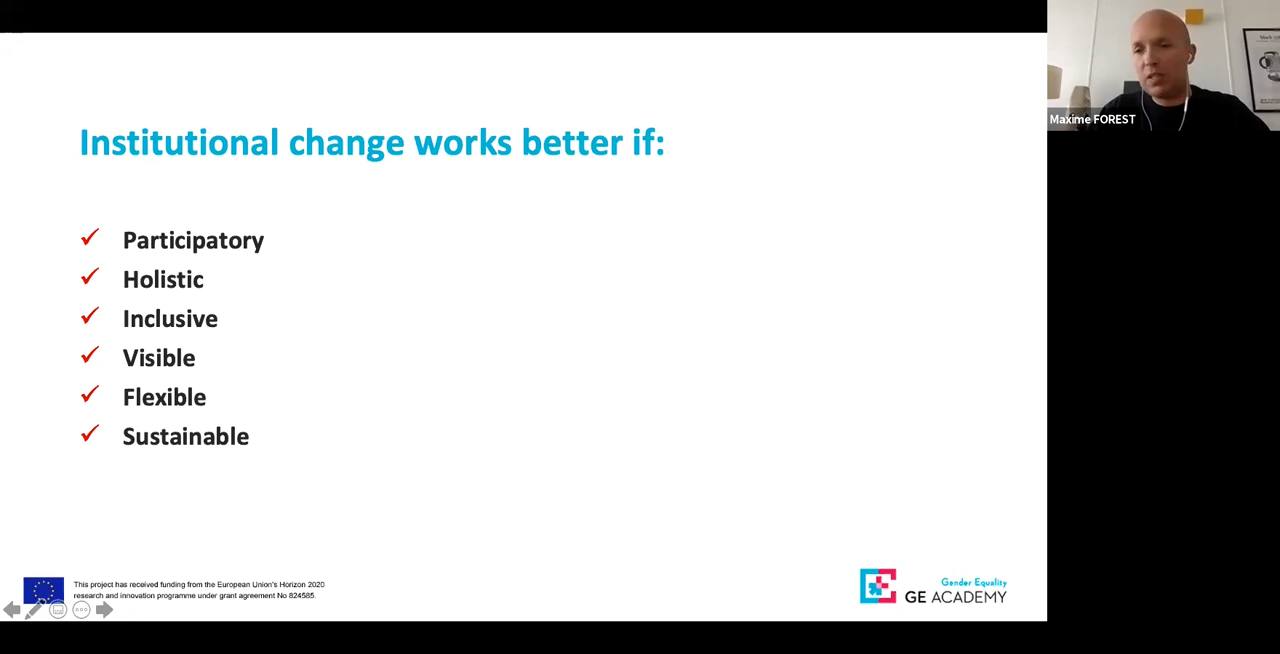 Institutional change works better if:
Participatory
Holistic
Inclusive
Visible
Flexible
Sustainable
This project has received funding from the European Union's Horizon 2020
research and innovation programme under grant agreement No 824585.
Gender Equality
GE ACADEMY
Maxime FOREST